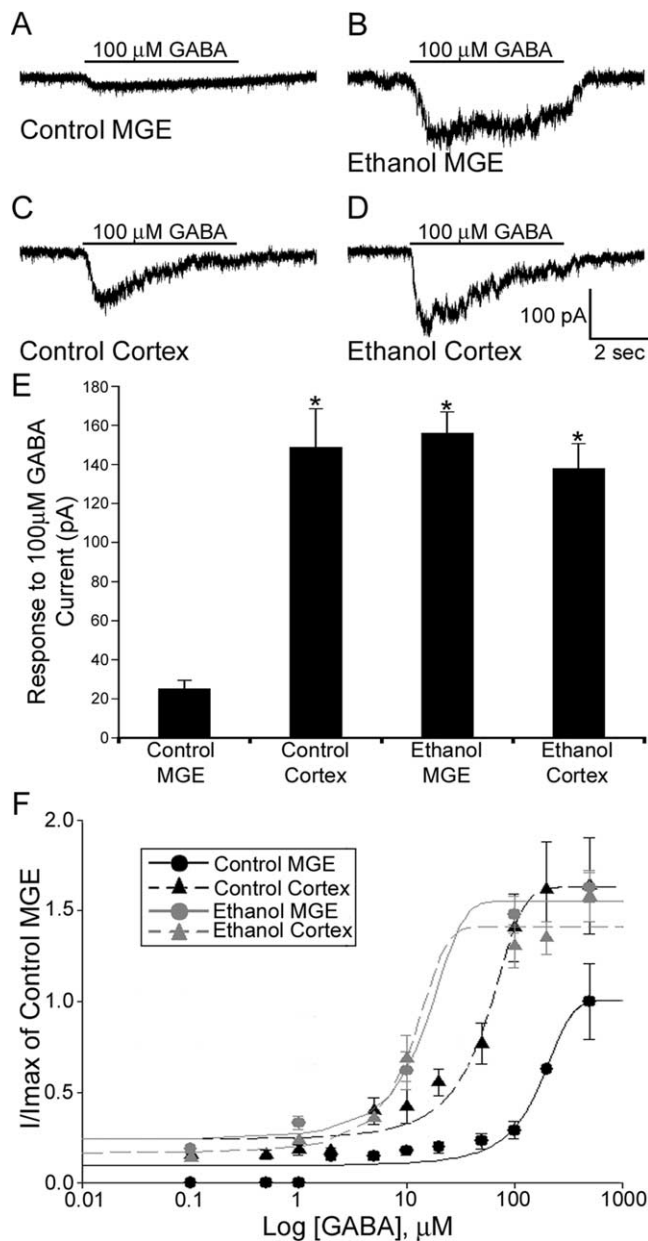 A
100 µM GABA
Control MGE
B
100 µM GABA
Ethanol MGE
C
100 µM GABA
Control Cortex
D
100 µM GABA
Ethanol Cortex
100 pA
2 sec
E
Response to 100µM GABA
Current (pA)
180
160
140
120
100
80
60
40
20
0
*
*
*
Control
MGE
Control
Cortex
Ethanol
MGE
Ethanol
Cortex
F
I/Imax of Control MGE
2.0
1.5
1.0
0.5
0.0
Control MGE
Control Cortex
Ethanol MGE
Ethanol Cortex
0.01
0.1
1
10
100
1000
Log [GABA], µM